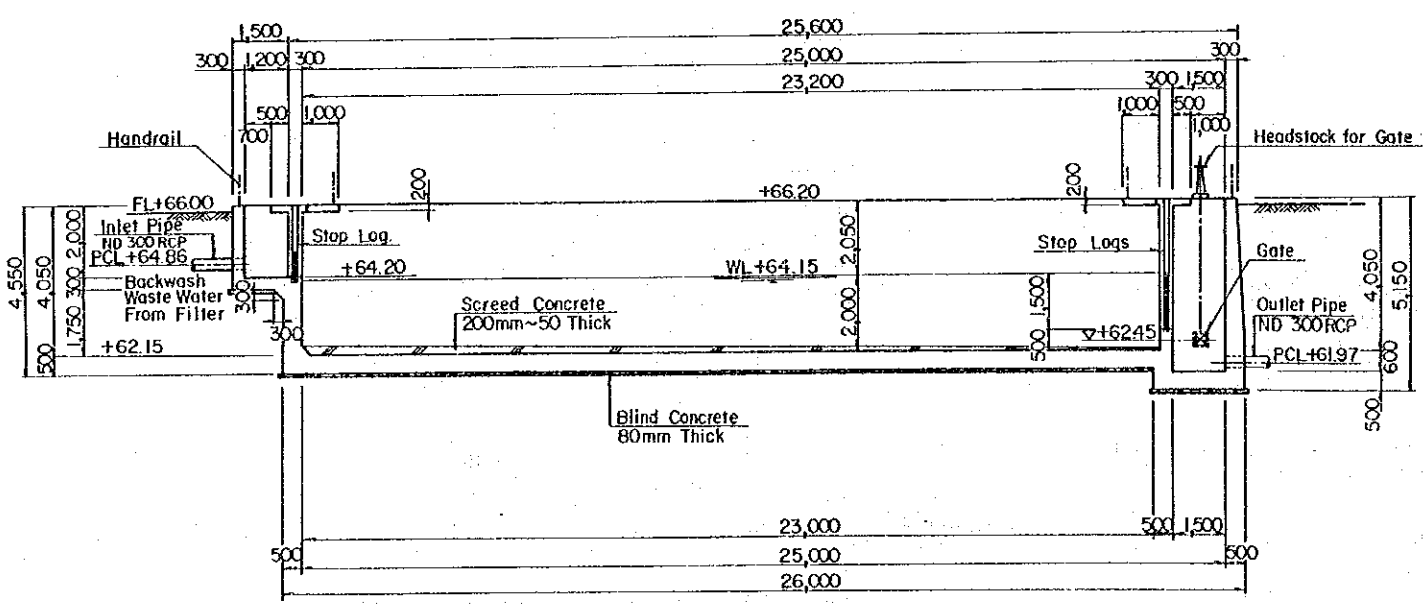 1,500
25,600
300
1,200
300
25,000
300
23,200
300
1,500
500
1,000
1,000
500
700
1,000
Handrail
Headstock for Gate
200
+66.20
200
FL+66.00
Inlet Pipe
ND 300 RCP
PCL+64.86
Stop Log
+64.20
WL+64.15
Stop Logs
Gate
Backwash
Waste Water
From Filter
Screed Concrete
200mm~50 Thick
Outlet Pipe
ND 300RCP
+62.15
+62.45
PCL+61.97
4,550
4,050
500
2,000
300
1,750
300
300
2,050
2,000
1,500
500
4,050
5,150
600
500
Blind Concrete
80mm Thick
23,000
500
1,500
500
25,000
26,000